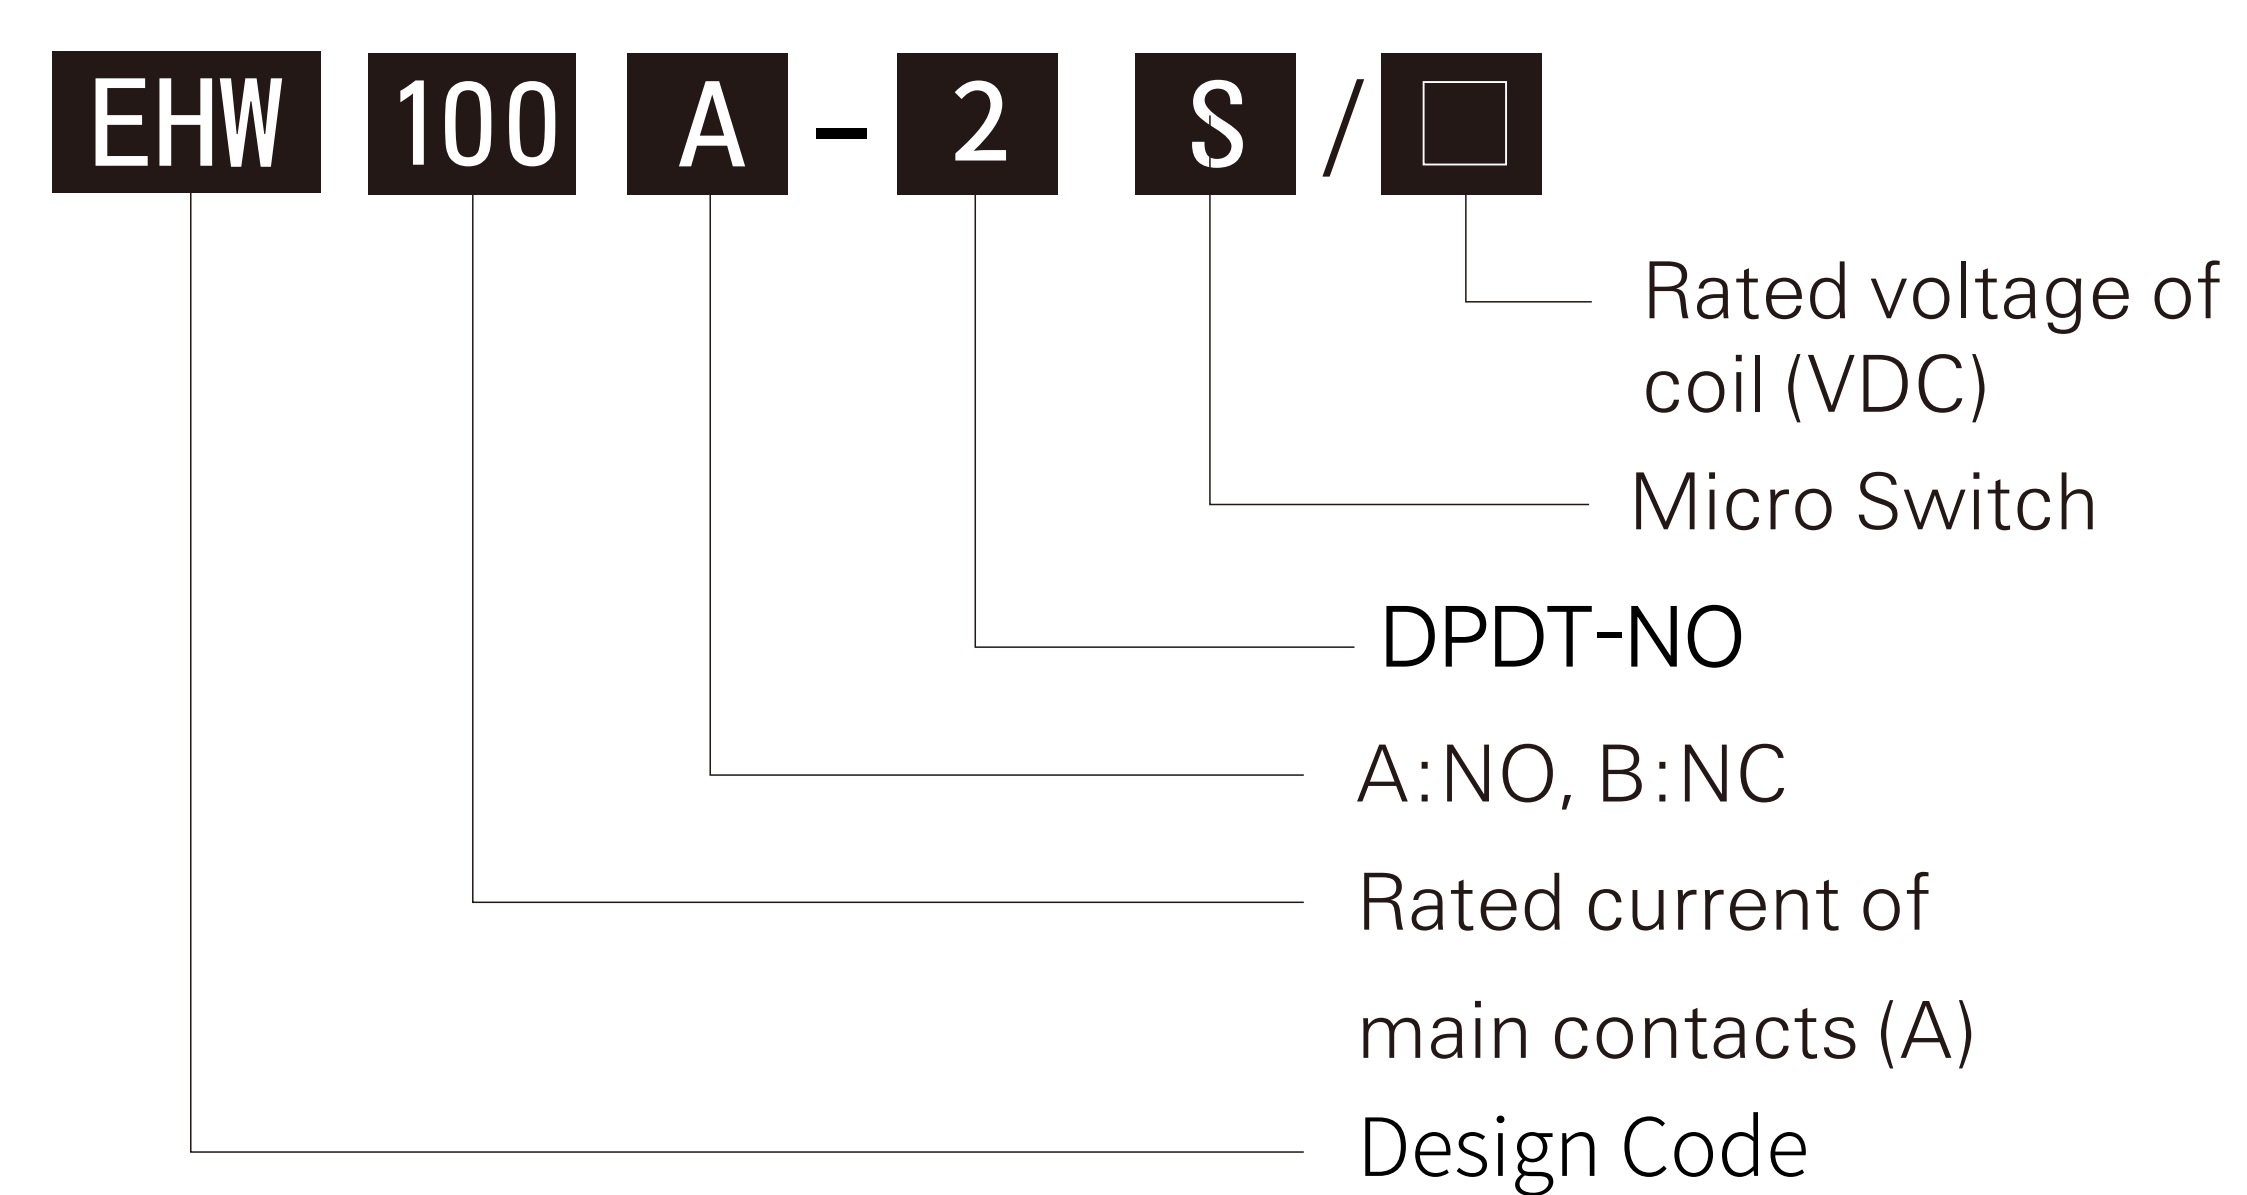 EHW 100 A - 2 S / □
Rated voltage of
coil (VDC)
Micro Switch
DPDT-NO
A:NO, B:NC
Rated current of
main contacts (A)
Design Code